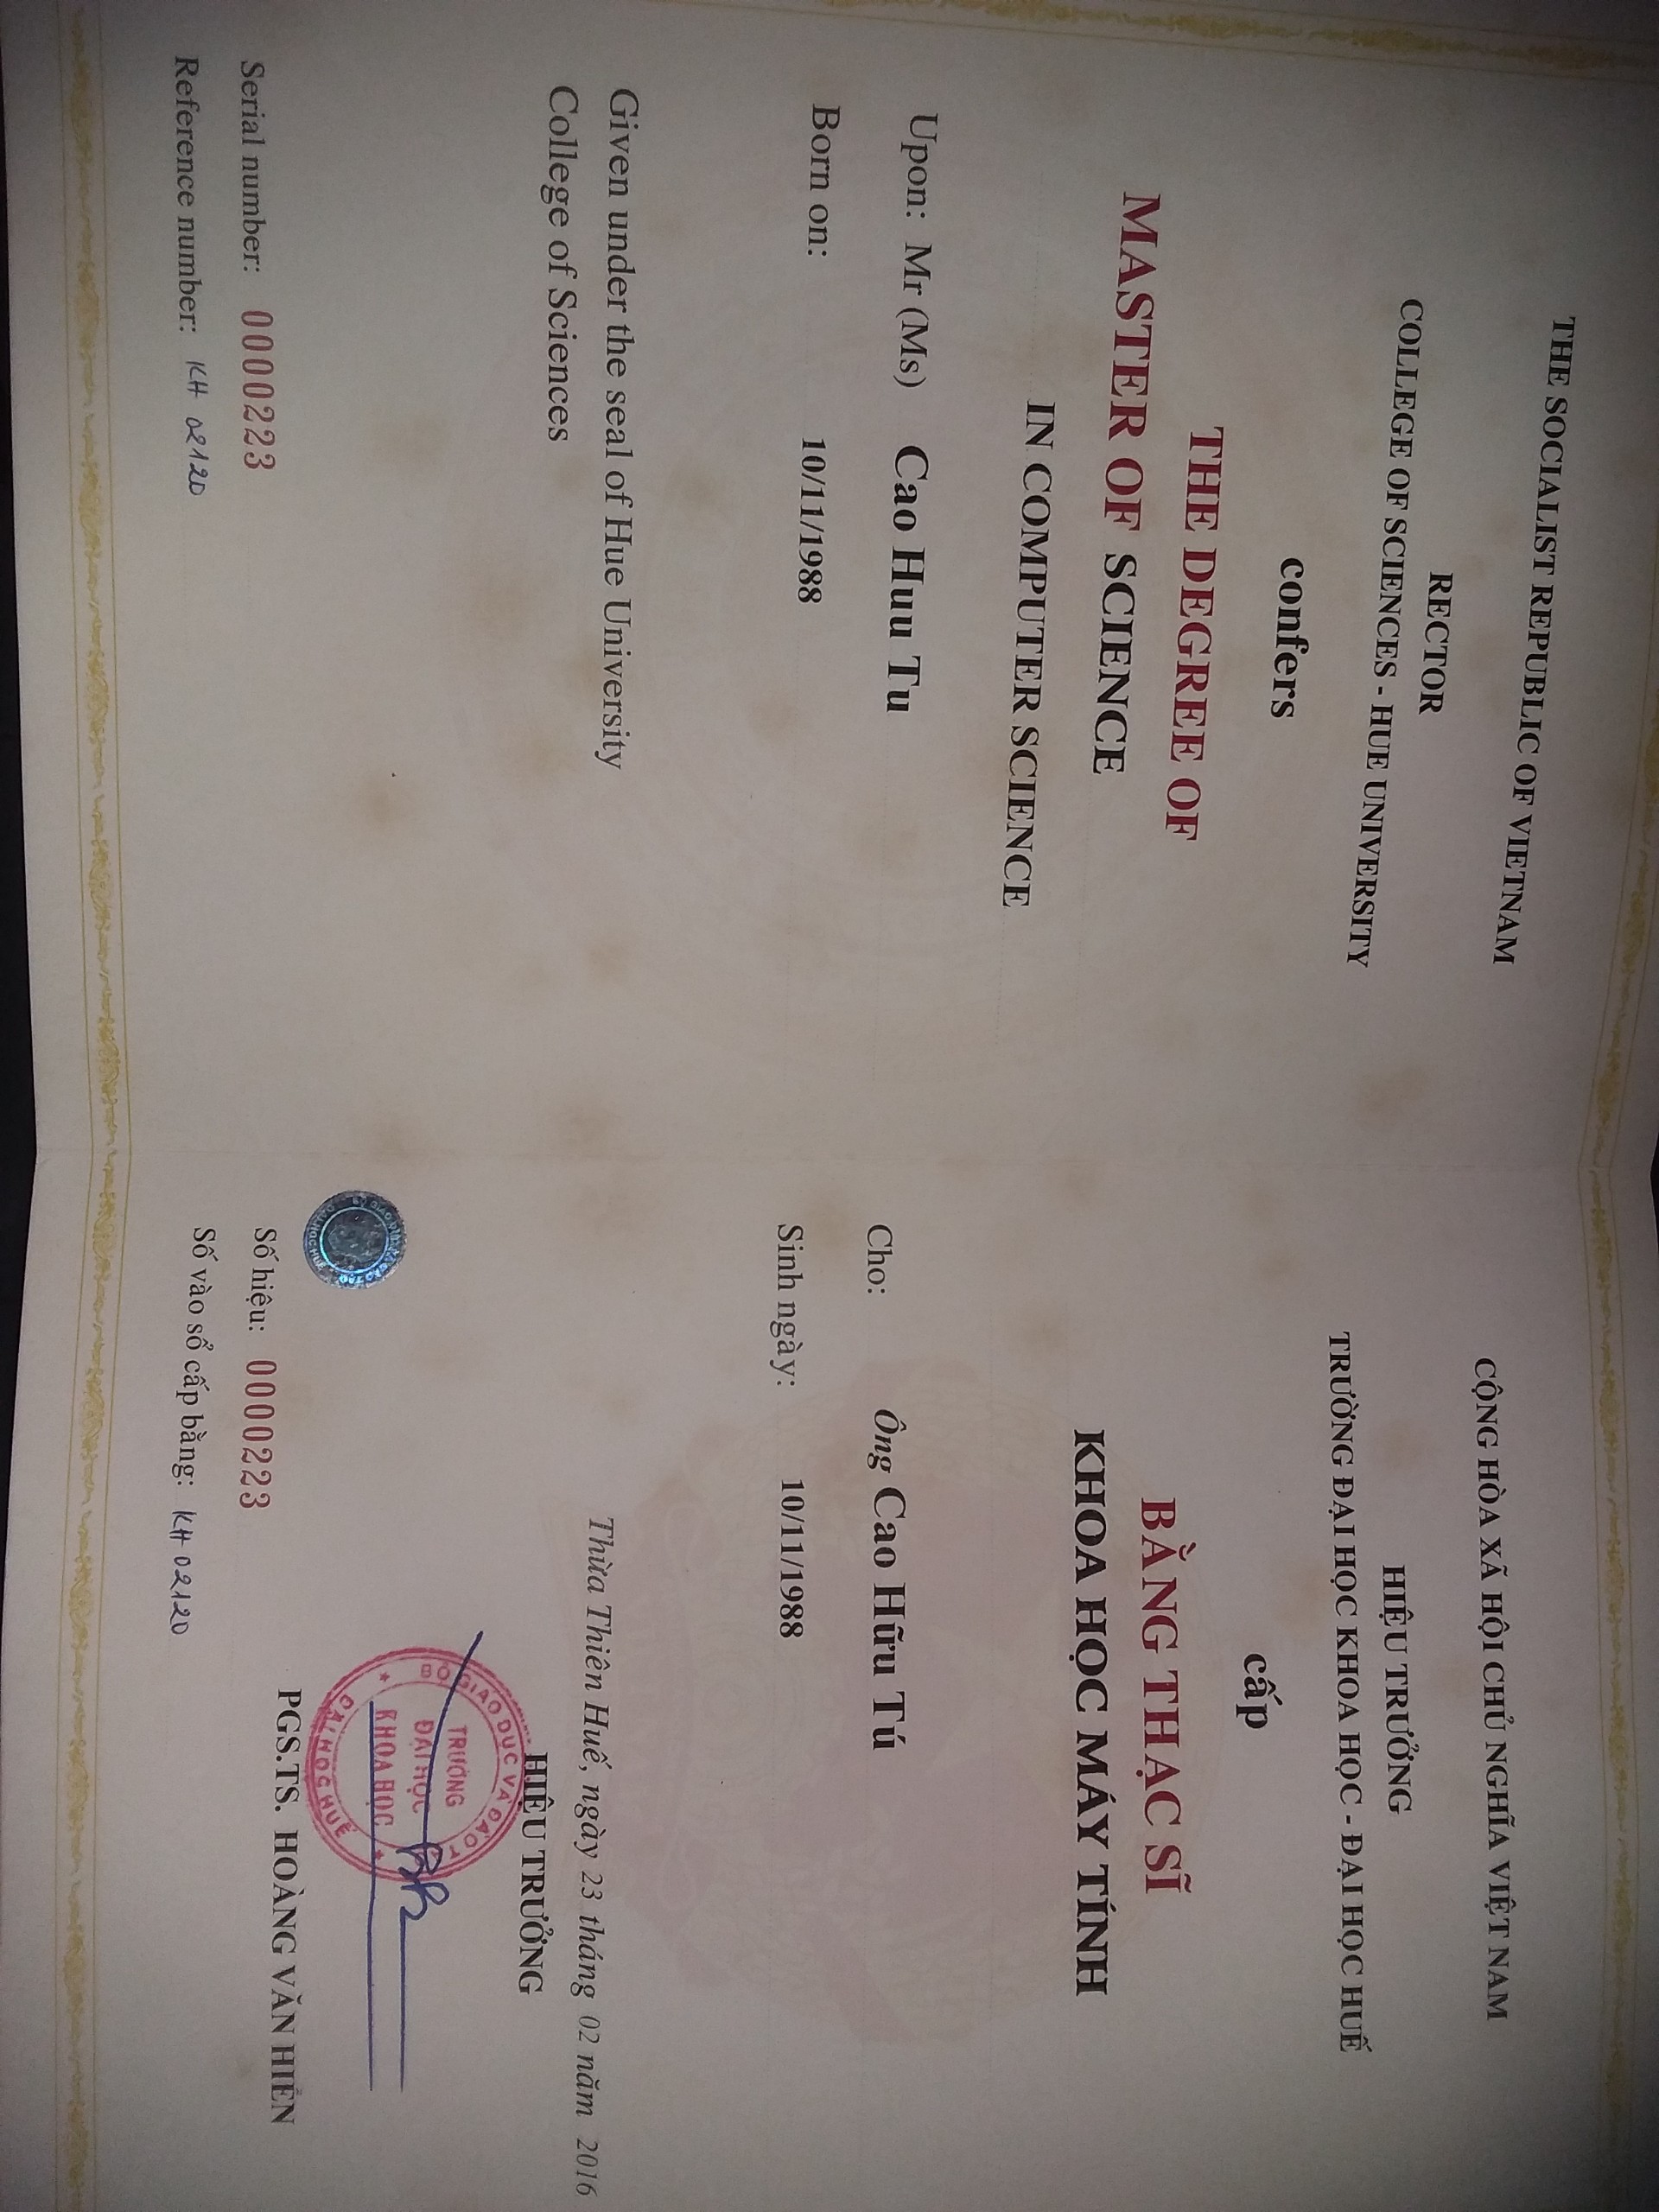 THE SOCIALIST REPUBLIC OF VIETNAM
RECTOR
COLLEGE OF SCIENCES - HUE UNIVERSITY
confers
THE DEGREE OF
MASTER OF SCIENCE
IN COMPUTER SCIENCE
Upon: Mr (Ms) Cao Huu Tu
Born on: 10/11/1988
Given under the seal of Hue University
College of Sciences
Serial number: 0000223
Reference number: KH 02120
CỘNG HÒA XÃ HỘI CHỦ NGHĨA VIỆT NAM
HIỆU TRƯỞNG
TRƯỜNG ĐẠI HỌC KHOA HỌC - ĐẠI HỌC HUẾ
cấp
BẰNG THẠC SĨ
KHOA HỌC MÁY TÍNH
Cho: Ông Cao Hữu Tú
Sinh ngày: 10/11/1988
Thừa Thiên Huế, ngày 23 tháng 02 năm 2016
HIỆU TRƯỞNG
BỘ GIÁO DỤC VÀ ĐÀO TẠO
TRƯỜNG
ĐẠI HỌC
KHOA HỌC
ĐẠI HỌC HUẾ
PGS.TS. HOÀNG VĂN HIỂN
Số hiệu: 0000223
Số vào sổ cấp bằng: KH 02120